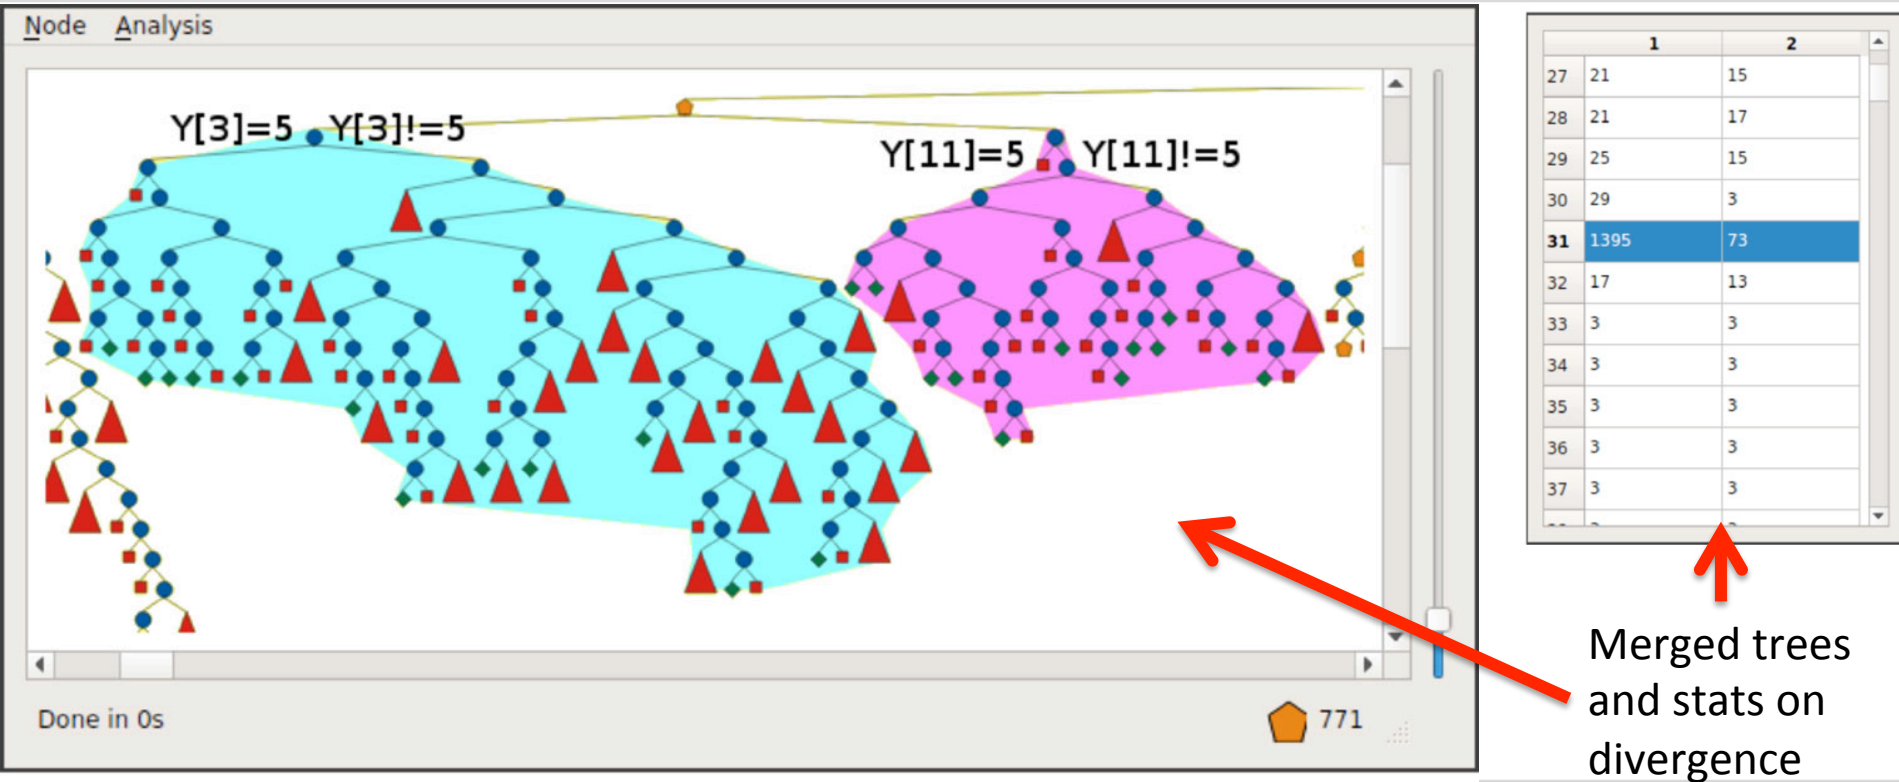 Node Analysis
Y[3]=5 Y[3]!=5
Y[11]=5 Y[11]!=5
Done in 0s
771
1 2
27 21 15
28 21 17
29 25 15
30 29 3
31 1395 73
32 17 13
33 3 3
34 3 3
35 3 3
36 3 3
37 3 3
Merged trees
and stats on
divergence